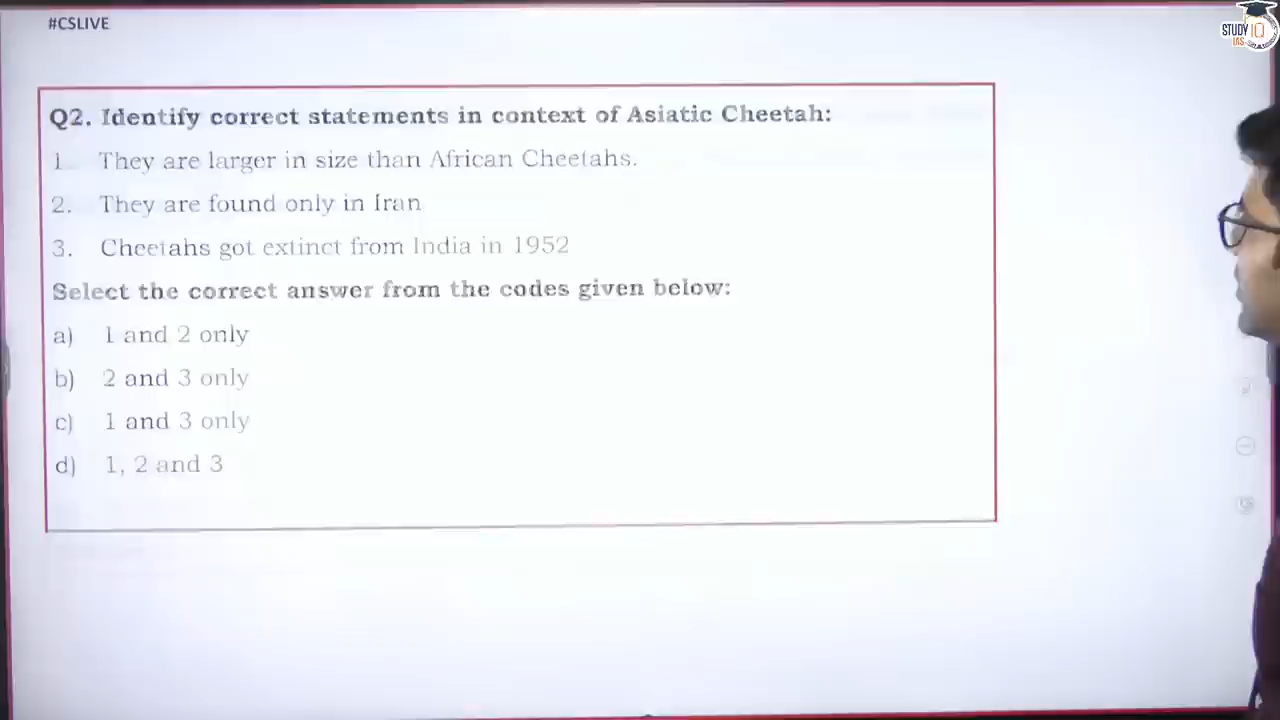 #CSLIVE
STUDY IQ
IAS
Q2. Identify correct statements in context of Asiatic Cheetah:
1. They are larger in size than African Cheetahs.
2. They are found only in Iran
3. Cheetahs got extinct from India in 1952
Select the correct answer from the codes given below:
a) 1 and 2 only
b) 2 and 3 only
c) 1 and 3 only
d) 1, 2 and 3